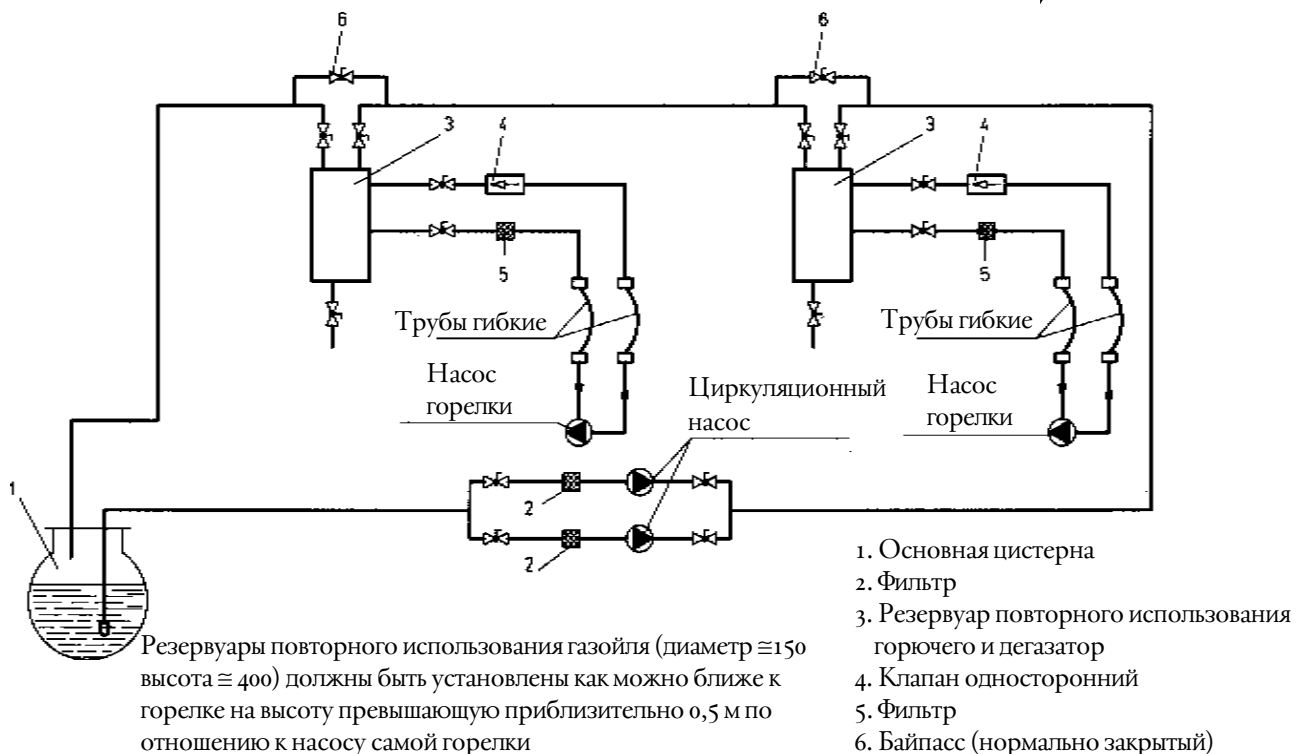 6
6
3
4
3
4
5
5
Трубы гибкие
Трубы гибкие
Насос
горелки
Циркуляционный
насос
Насос
горелки
1
2
2
1. Основная цистерна
2. Фильтр
3. Резервуар повторного использования
горючего и дегазатор
4. Клапан односторонний
5. Фильтр
6. Байпасс (нормально закрытый)
Резервуары повторного использования газойля (диаметр ≅150
высота ≅ 400) должны быть установлены как можно ближе к
горелке на высоту превышающую приблизительно 0,5 м по
отношению к насосу самой горелки